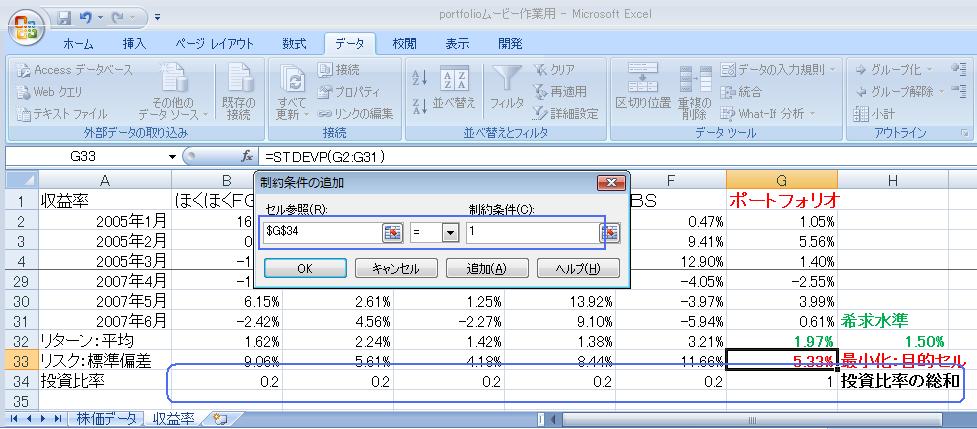 portfolioムービー作業用 - Microsoft Excel
ホーム 挿入 ページ レイアウト 数式 データ 校閲 表示 開発
Access データベース
Web クエリ
テキスト ファイル
その他の
データ ソース
既存の
接続
すべて
更新
接続
プロパティ
リンクの編集
並べ替え
フィルタ
クリア
再適用
詳細設定
区切り位置
重複の
削除
データの入力規則
統合
What-If 分析
グループ化
グループ解除
小計
外部データの取り込み 接続 並べ替えとフィルタ データ ツール アウトライン
G33 fx =STDEVP(G2:G31)
A B F G H
1 収益率 ほくほくFG BS ポートフォリオ
2 2005年1月 16 0.47% 1.05%
3 2005年2月 0 9.41% 5.56%
4 2005年3月 -1 12.90% 1.40%
29 2007年4月 -1 -4.05% -2.55%
30 2007年5月 6.15% 2.61% 1.25% 13.92% -3.97% 3.99%
31 2007年6月 -2.42% 4.56% -2.27% 9.10% -5.94% 0.61% 希求水準
32 リターン:平均 1.62% 2.24% 1.42% 1.38% 3.21% 1.97% 1.50%
33 リスク:標準偏差 9.06% 5.61% 4.18% 8.44% 11.66% 5.33% 最小化:目的セル
34 投資比率 0.2 0.2 0.2 0.2 0.2 1 投資比率の総和
35
制約条件の追加
セル参照(R): 制約条件(C):
$G$34 = 1
OK キャンセル 追加(A) ヘルプ(H)
株価データ 収益率